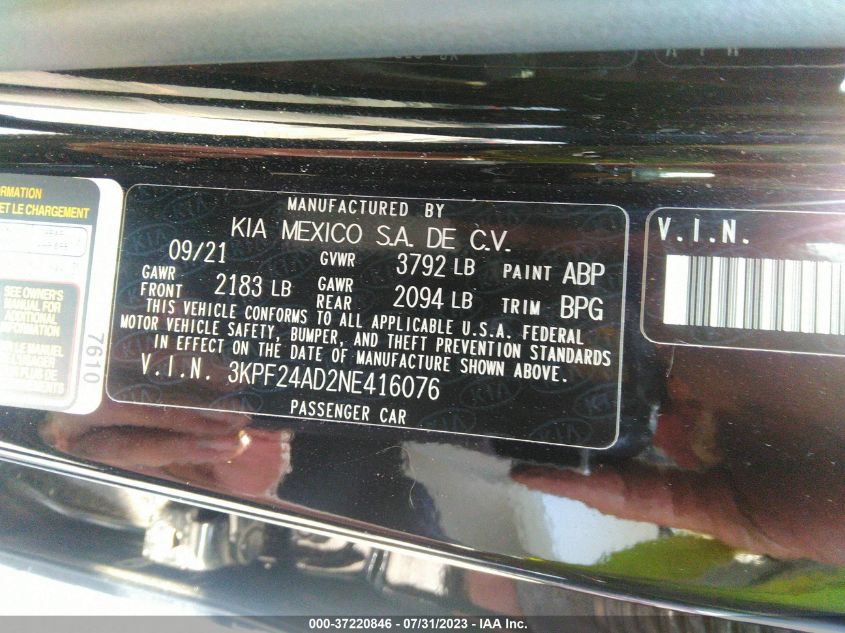 RMATION
ET LE CHARGEMENT
SEE OWNER'S
MANUAL FOR
ADDITIONAL
INFORMATION
LE MANUEL
7610
MANUFACTURED BY
KIA MEXICO S.A. DE C.V.
09/21 GVWR 3792 LB PAINT ABP
GAWR FRONT 2183 LB GAWR REAR 2094 LB TRIM BPG
THIS VEHICLE CONFORMS TO ALL APPLICABLE U.S.A. FEDERAL
MOTOR VEHICLE SAFETY, BUMPER, AND THEFT PREVENTION STANDARDS
IN EFFECT ON THE DATE OF MANUFACTURE SHOWN ABOVE.
V.I.N. 3KPF24AD2NE416076
PASSENGER CAR
V.I.N.
000-37220846 - 07/31/2023 - IAA Inc.